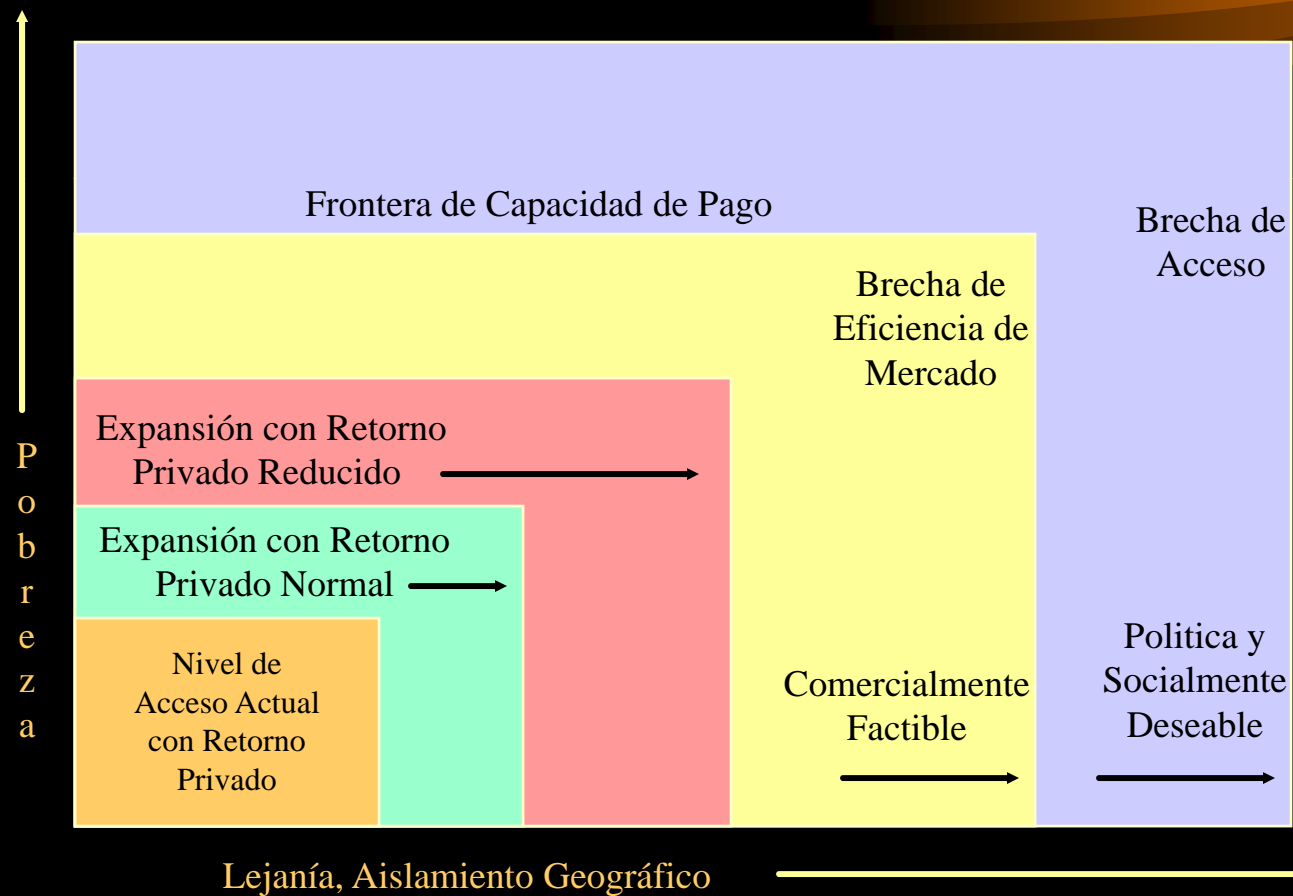 Frontera de Capacidad de Pago
Brecha de
Acceso
Brecha de
Eficiencia de
Mercado
Expansión con Retorno
Privado Reducido
Expansión con Retorno
Privado Normal
Nivel de
Acceso Actual
con Retorno
Privado
Comercialmente
Factible
Politica y
Socialmente
Deseable
Pobreza
Lejanía, Aislamiento Geográfico